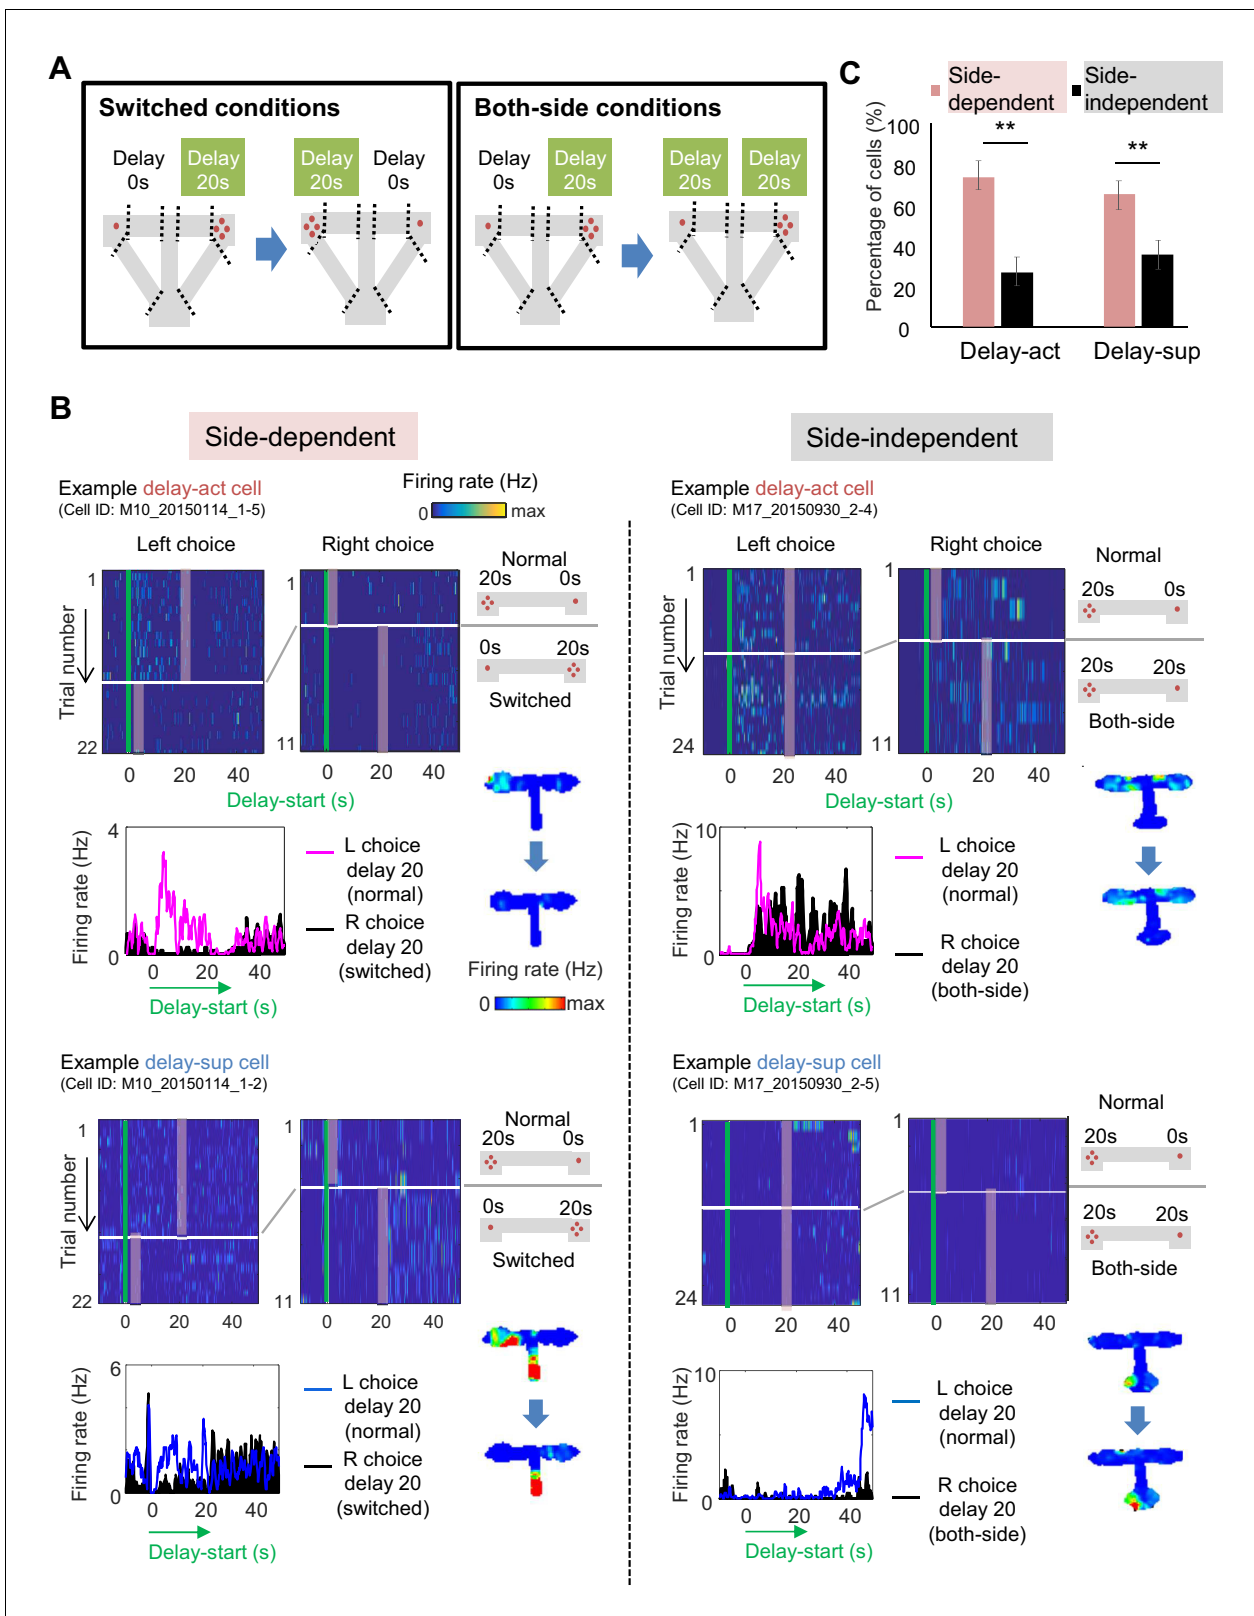 A
Switched conditions
Delay 0s
Delay 20s
Delay 20s
Delay 0s
Both-side conditions
Delay 0s
Delay 20s
Delay 20s
Delay 20s
C
Side-dependent
Side-independent
Percentage of cells (%)
100
80
60
40
20
0
**
**
Delay-act
Delay-sup
B
Side-dependent
Example delay-act cell
(Cell ID: M10_20150114_1-5)
Firing rate (Hz)
0
max
Left choice
Right choice
Normal
1
1
20s
0s
Trial number
0s
20s
Switched
22
11
0
20
40
0
20
40
Delay-start (s)
4
Firing rate (Hz)
0
0
20
40
Delay-start (s)
L choice
delay 20
(normal)
R choice
delay 20
(switched)
Firing rate (Hz)
0
max
Example delay-sup cell
(Cell ID: M10_20150114_1-2)
Normal
1
1
20s
0s
Trial number
0s
20s
Switched
22
11
0
20
40
0
20
40
6
Firing rate (Hz)
0
0
20
40
Delay-start (s)
L choice
delay 20
(normal)
R choice
delay 20
(switched)
Side-independent
Example delay-act cell
(Cell ID: M17_20150930_2-4)
Left choice
Right choice
Normal
1
1
20s
0s
Trial number
20s
20s
Both-side
24
11
0
20
40
0
20
40
Delay-start (s)
10
Firing rate (Hz)
0
0
20
40
Delay-start (s)
L choice
delay 20
(normal)
R choice
delay 20
(both-side)
Example delay-sup cell
(Cell ID: M17_20150930_2-5)
Normal
1
1
20s
0s
20s
20s
Both-side
24
11
0
20
40
0
20
40
10
Firing rate (Hz)
0
0
20
40
Delay-start (s)
L choice
delay 20
(normal)
R choice
delay 20
(both-side)